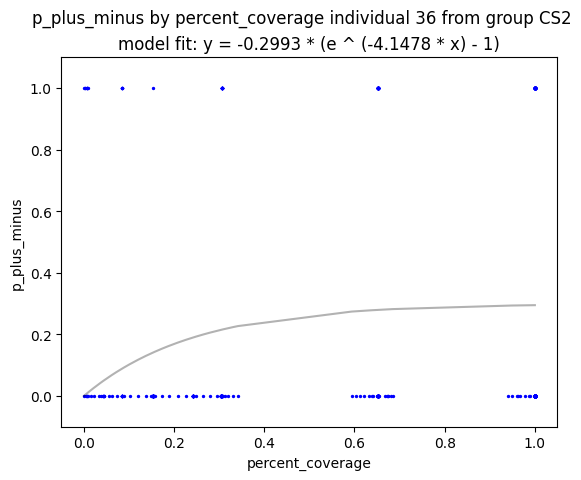 p_plus_minus by percent_coverage individual 36 from group CS2
model fit: y = -0.2993 * (e ^ (-4.1478 * x) - 1)
1.0
0.8
0.6
0.4
0.2
0.0
p_plus_minus
0.0 0.2 0.4 0.6 0.8 1.0
percent_coverage